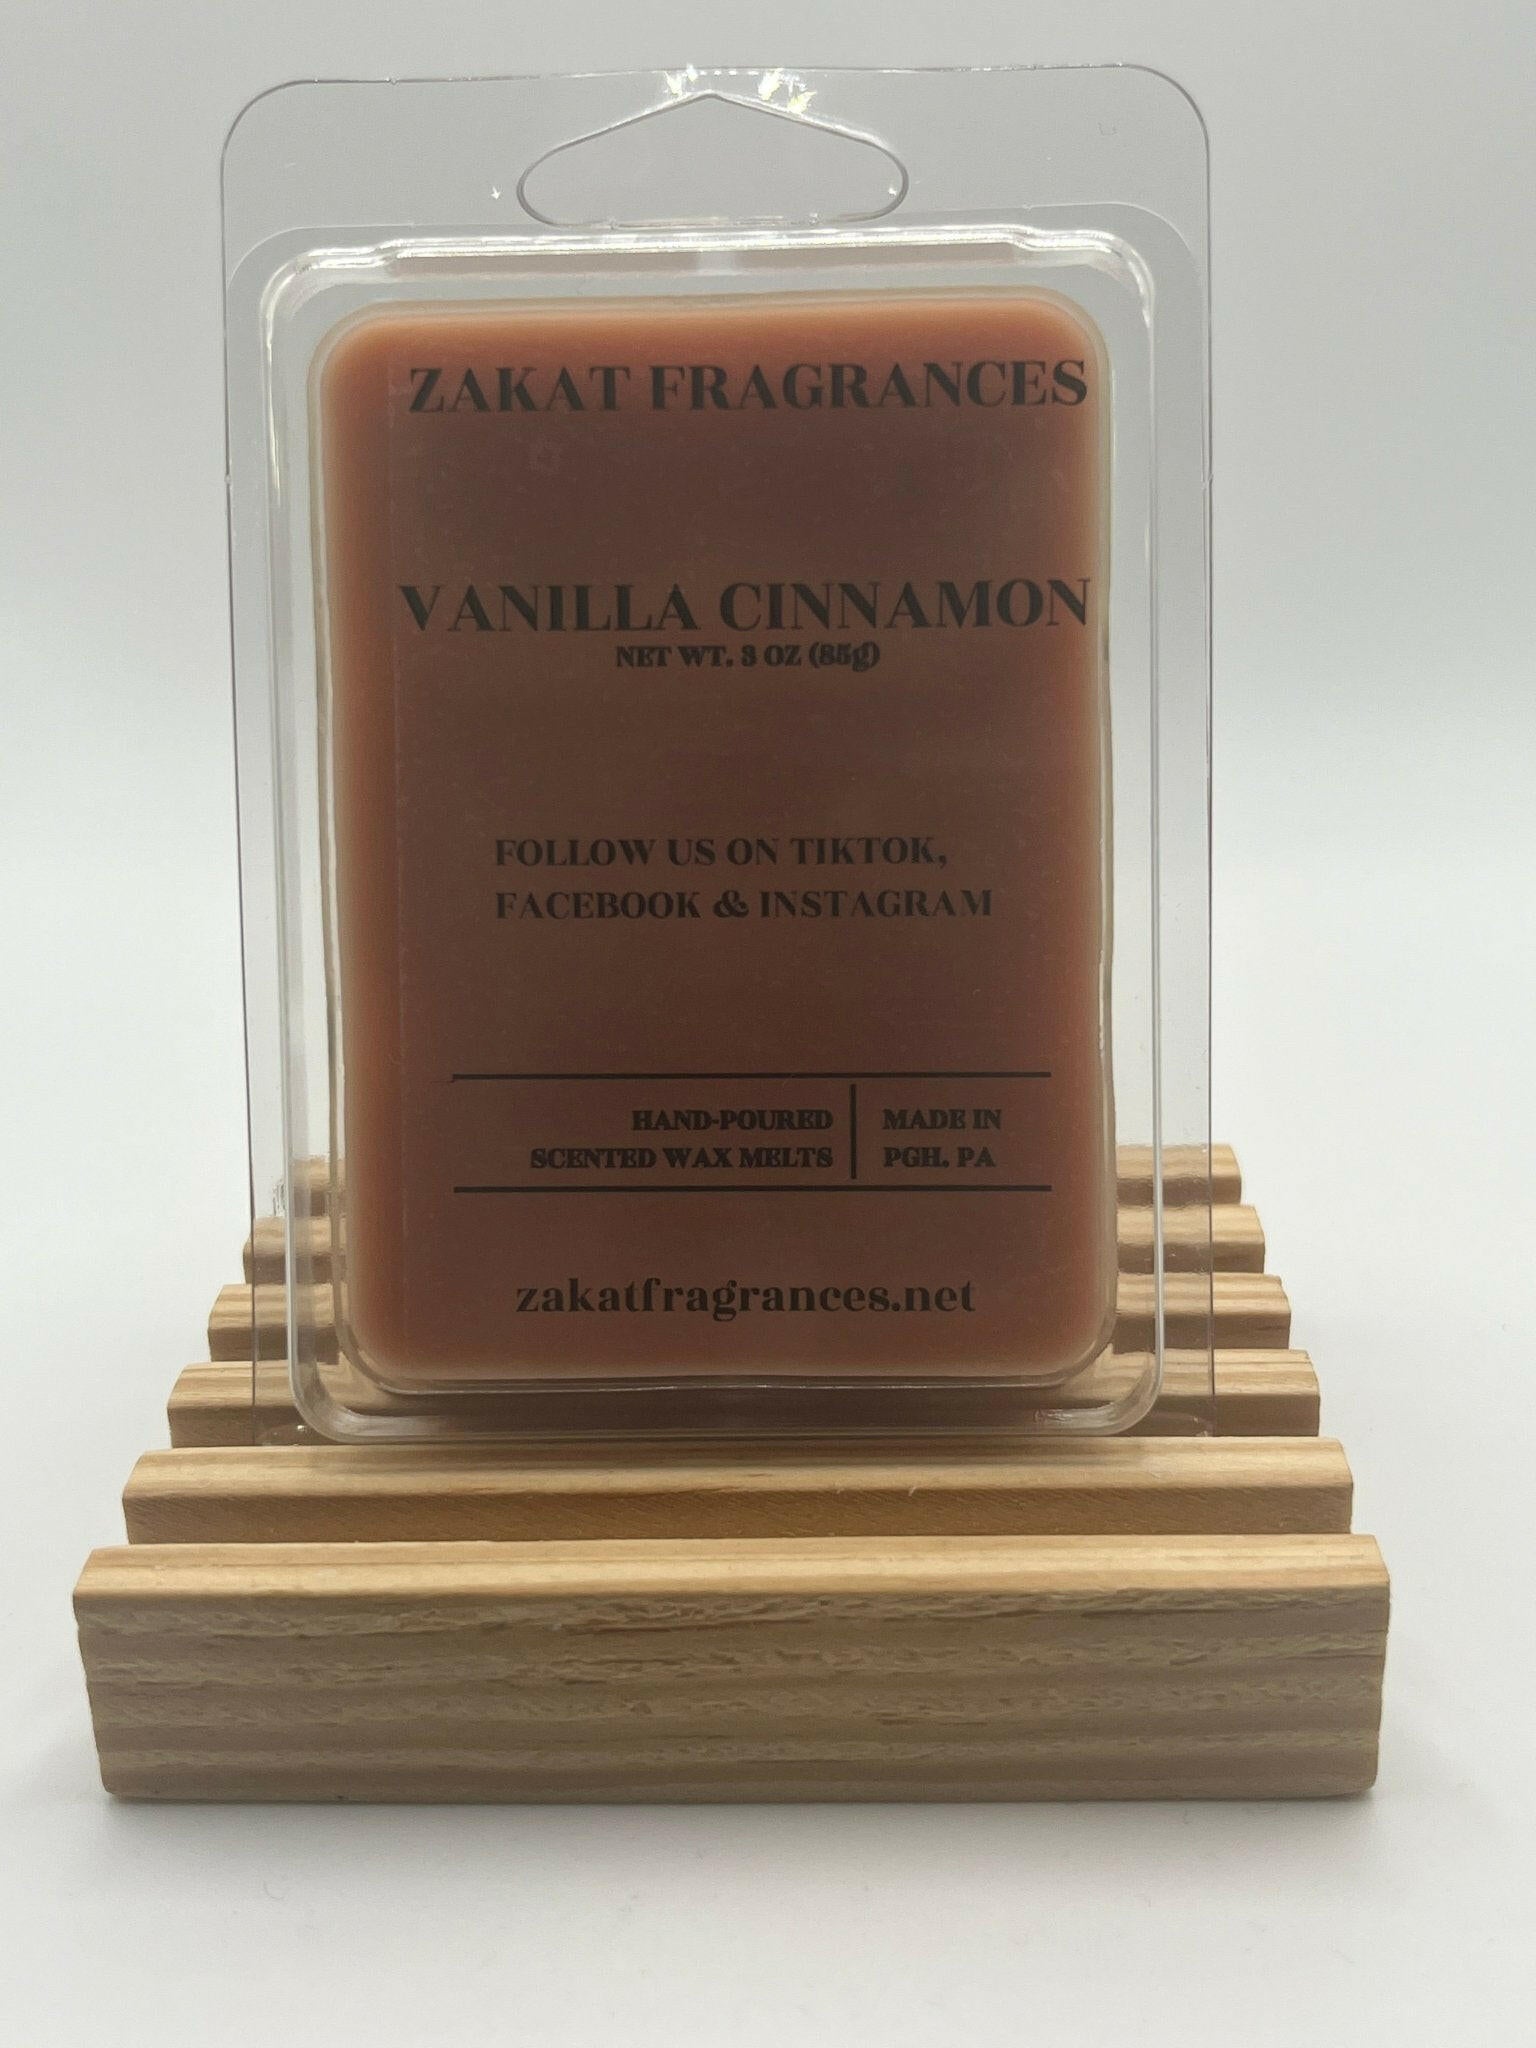 ZAKAT FRAGRANCES
VANILLA CINNAMON
NET WT. 3 OZ (85g)
FOLLOW US ON TIKTOK,
FACEBOOK & INSTAGRAM
HAND-POURED
SCENTED WAX MELTS
MADE IN
PGH. PA
zakatfragrances.net